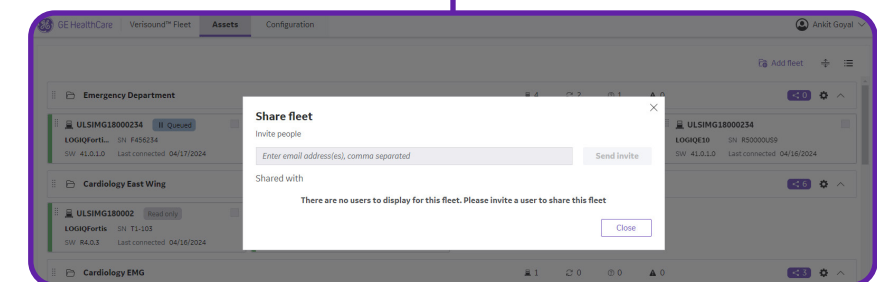 GE HealthCare Verisound™ Fleet Assets Configuration Ankit Goyal
Add fleet
Emergency Department 4 2 1 0 0
Share fleet
Invite people
Enter email address(es), comma separated Send invite
Shared with
There are no users to display for this fleet. Please invite a user to share this fleet
Close
ULSIMG18000234 Queued
LOGIQForti... SN F456234
SW 41.0.1.0 Last connected 04/17/2024
ULSIMG18000234
LOGIQE10 SN R50000US9
SW 41.0.1.0 Last connected 04/16/2024
Cardiology East Wing 6
ULSIMG180002 Read only
LOGIQFortis SN T1-103
SW R4.0.3 Last connected 04/16/2024
Cardiology EMG 1 0 0 0 3